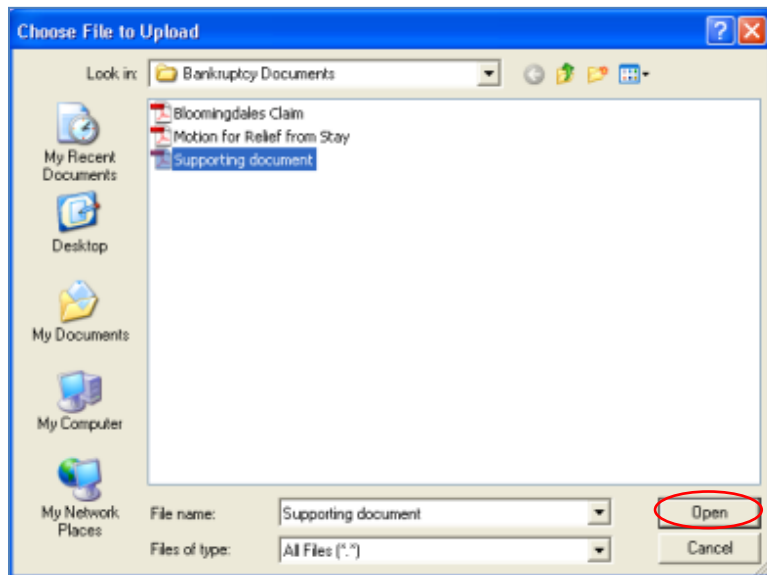 Choose File to Upload
Look in: Bankruptcy Documents
Bloomingdales Claim
Motion for Relief from Stay
Supporting document
My Recent
Documents
Desktop
My Documents
My Computer
My Network
Places
File name: Supporting document Open
Files of type: All Files (*.*) Cancel